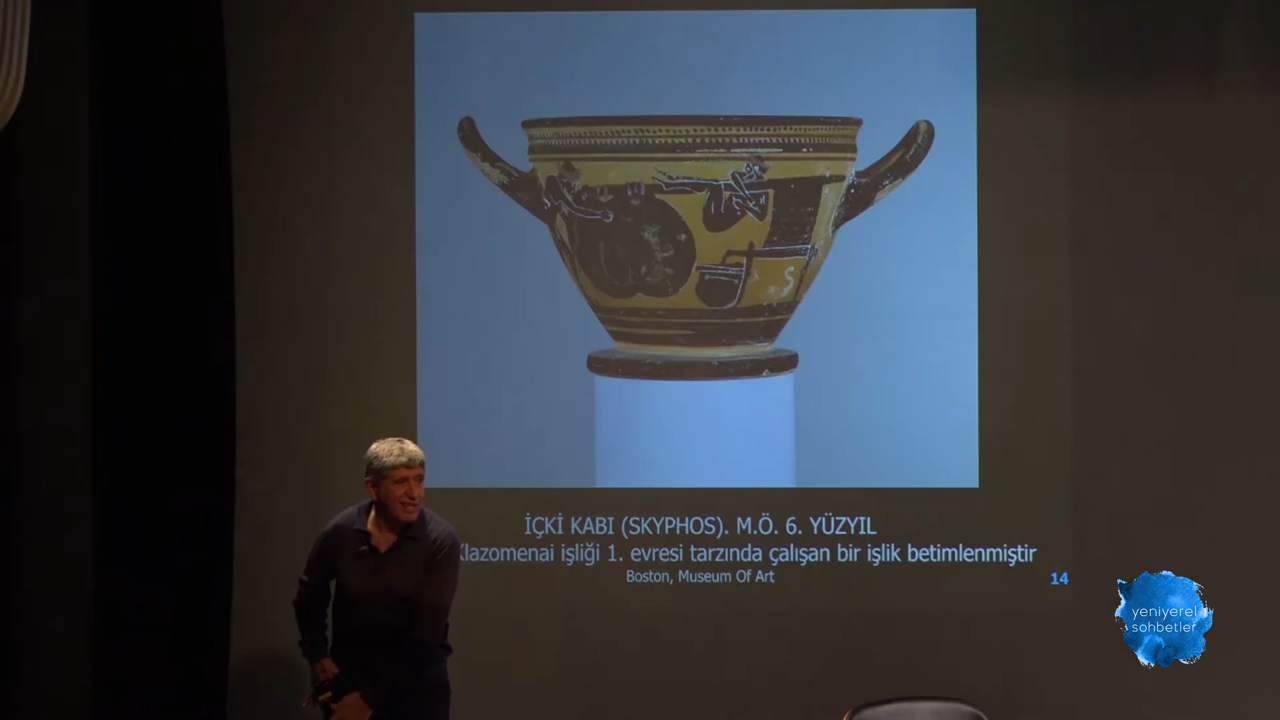 İÇKİ KABI (SKYPHOS). M.Ö. 6. YÜZYIL
Klazomenai işliği 1. evresi tarzında çalışan bir işlik betimlenmiştir
Boston, Museum Of Art
14
yeniyerel
sohbetler